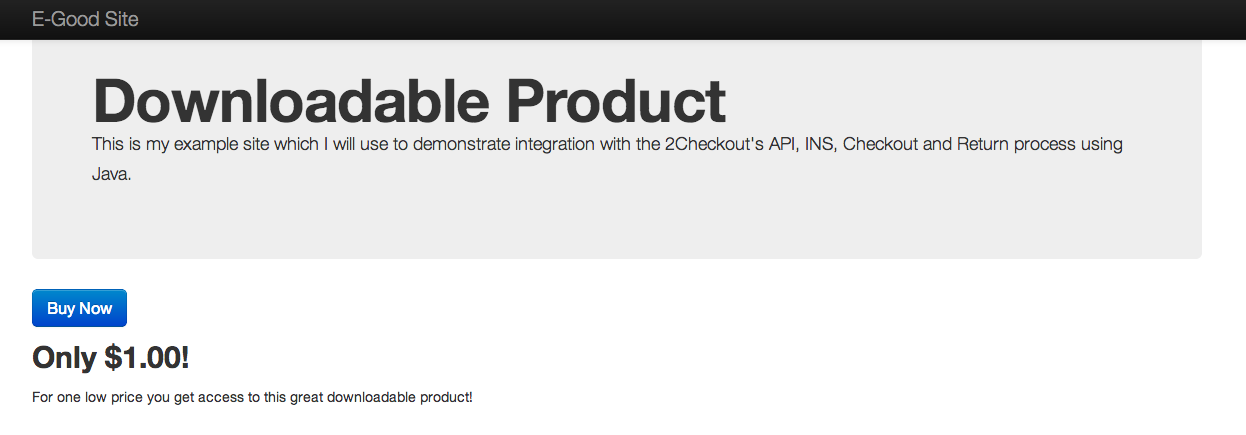 E-Good Site
Downloadable Product
This is my example site which I will use to demonstrate integration with the 2Checkout's API, INS, Checkout and Return process using
Java.
Buy Now
Only $1.00!
For one low price you get access to this great downloadable product!